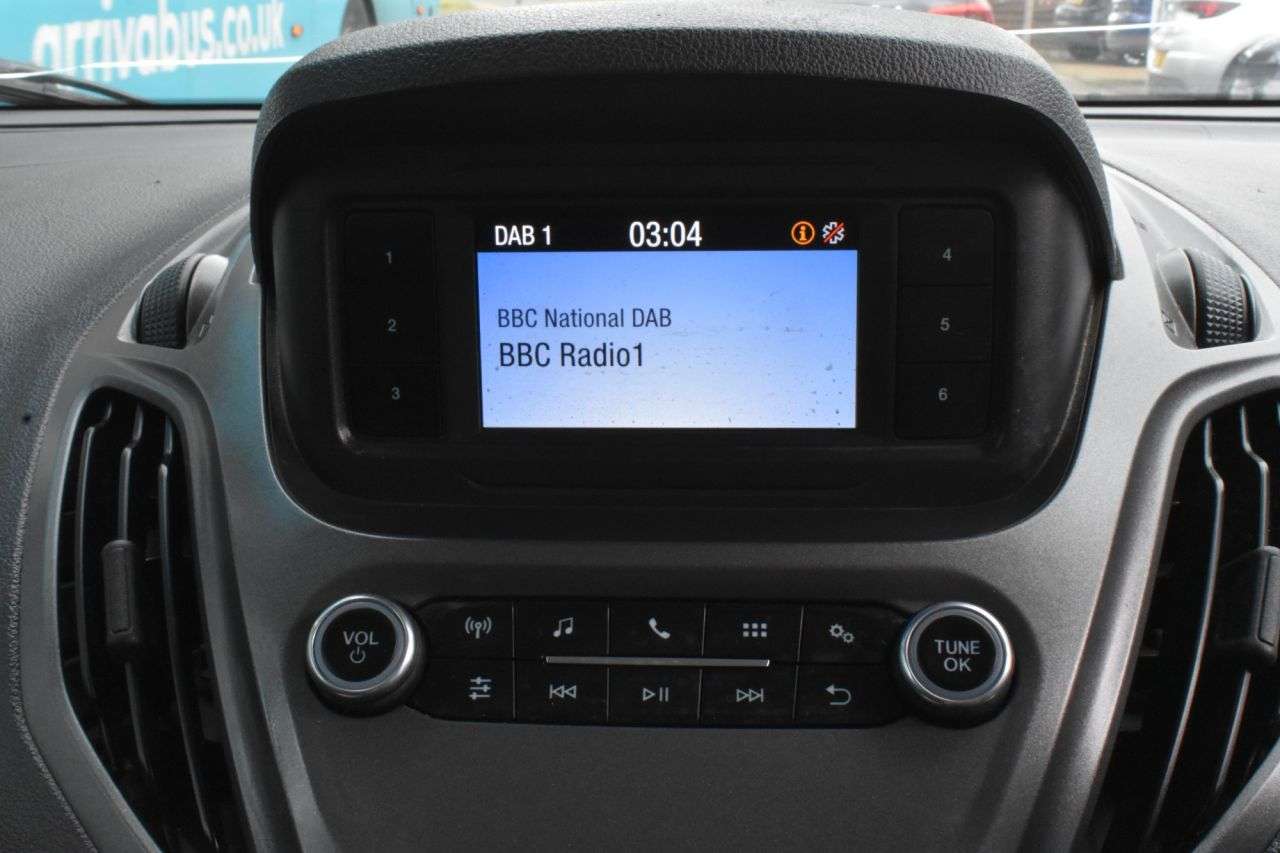 arrivabus.co.uk
DAB 1 03:04
BBC National DAB
BBC Radio1
1
2
3
4
5
6
VOL
TUNE
OK